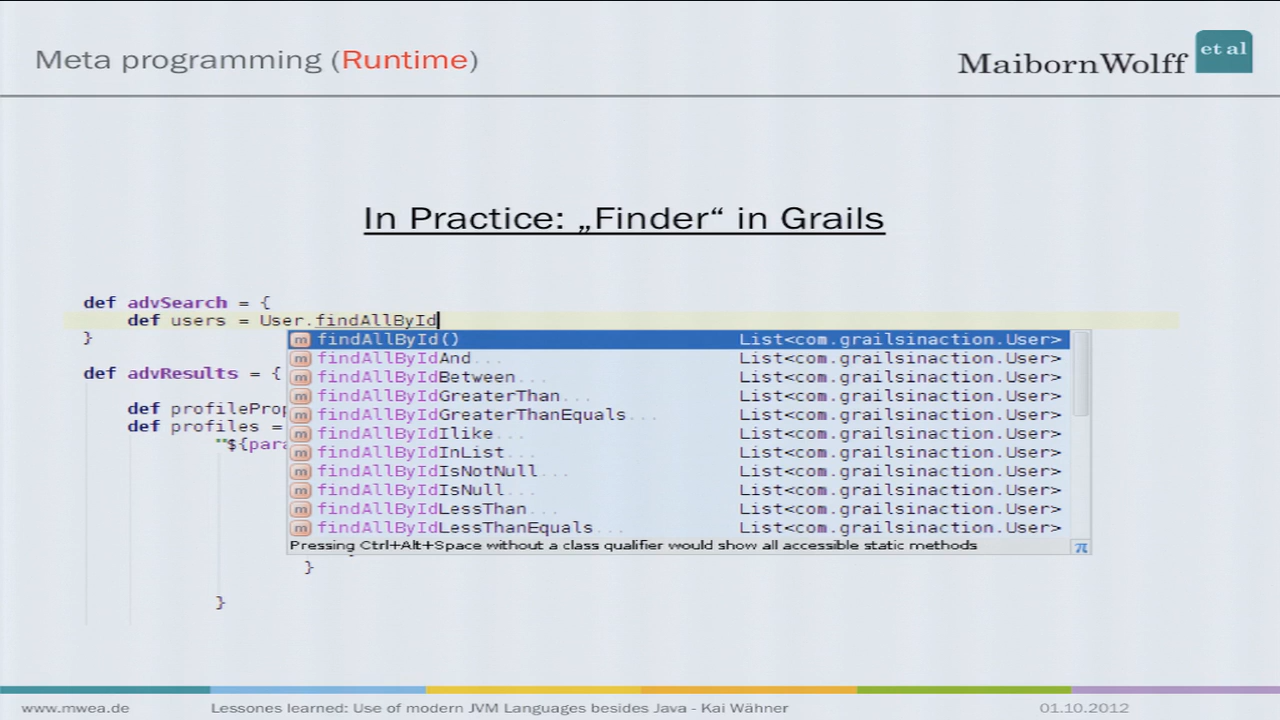 Meta programming (Runtime)
MaibornWolff et al
In Practice: „Finder“ in Grails
def advSearch = {
def users = User.findAllById
}
findAllById() List<com.grailsinaction.User>
findAllByIdAnd... List<com.grailsinaction.User>
findAllByIdBetween... List<com.grailsinaction.User>
findAllByIdGreaterThan... List<com.grailsinaction.User>
findAllByIdGreaterThanEquals... List<com.grailsinaction.User>
findAllByIdIlike... List<com.grailsinaction.User>
findAllByIdInList... List<com.grailsinaction.User>
findAllByIdIsNotNull... List<com.grailsinaction.User>
findAllByIdIsNull... List<com.grailsinaction.User>
findAllByIdLessThan... List<com.grailsinaction.User>
findAllByIdLessThanEquals... List<com.grailsinaction.User>
Pressing Ctrl+Alt+Space without a class qualifier would show all accessible static methods π
def advResults = {
def profileProp
def profiles =
"${para
}
}
www.mwea.de Lessones learned: Use of modern JVM Languages besides Java - Kai Wähner 01.10.2012